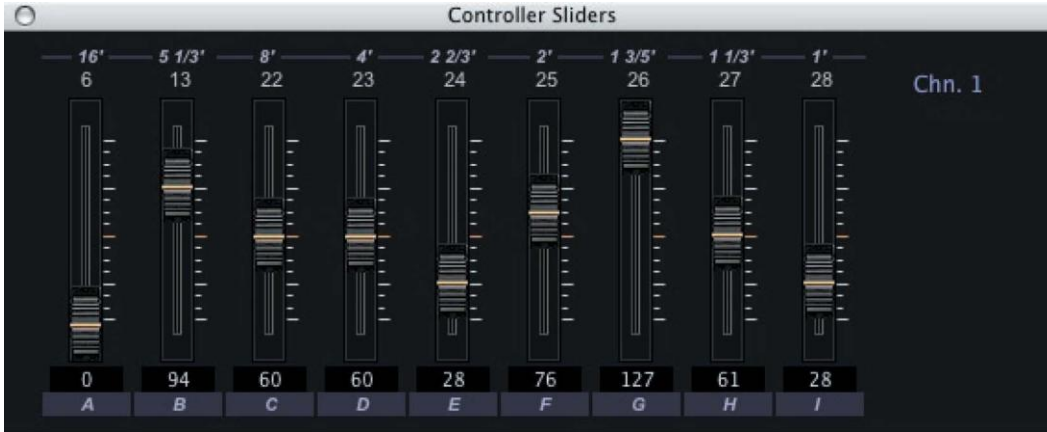 Controller Sliders
16' 5 1/3' 8' 4' 2 2/3' 2' 1 3/5' 1 1/3' 1'
6 13 22 23 24 25 26 27 28
Chn. 1
0 94 60 60 28 76 127 61 28
A B C D E F G H I